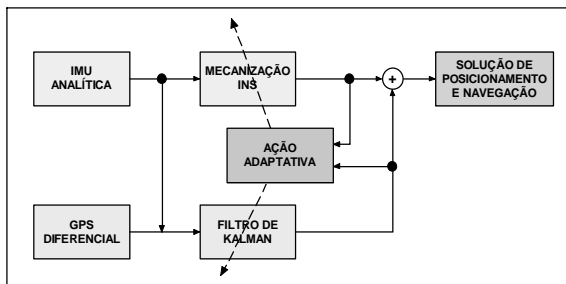 IMU
ANALÍTICA
MECANIZAÇÃO
INS
+
SOLUÇÃO DE
POSICIONAMENTO
E NAVEGAÇÃO
AÇÃO
ADAPTATIVA
GPS
DIFERENCIAL
FILTRO DE
KALMAN